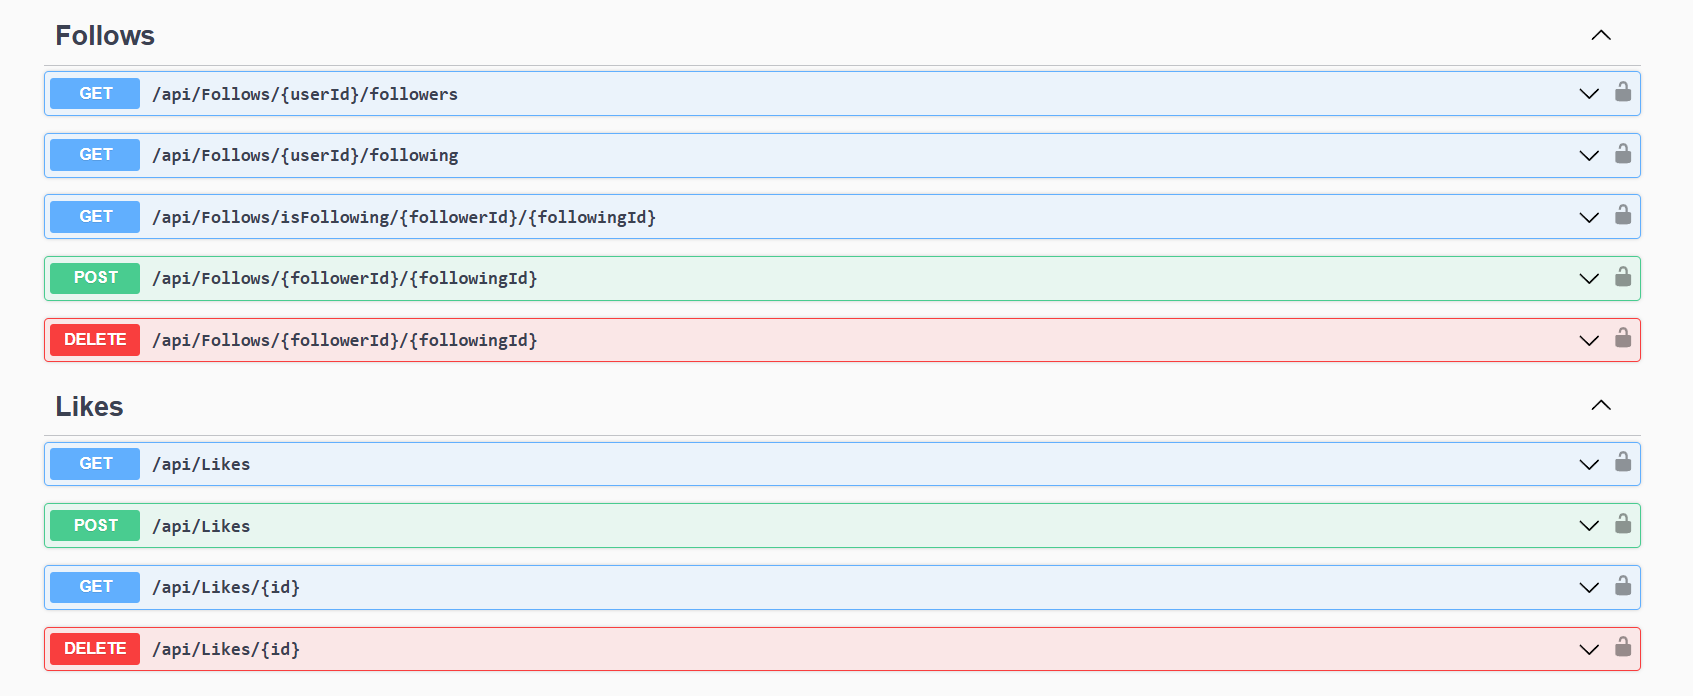 Follows
GET /api/Follows/{userId}/followers
GET /api/Follows/{userId}/following
GET /api/Follows/isFollowing/{followerId}/{followingId}
POST /api/Follows/{followerId}/{followingId}
DELETE /api/Follows/{followerId}/{followingId}
Likes
GET /api/Likes
POST /api/Likes
GET /api/Likes/{id}
DELETE /api/Likes/{id}